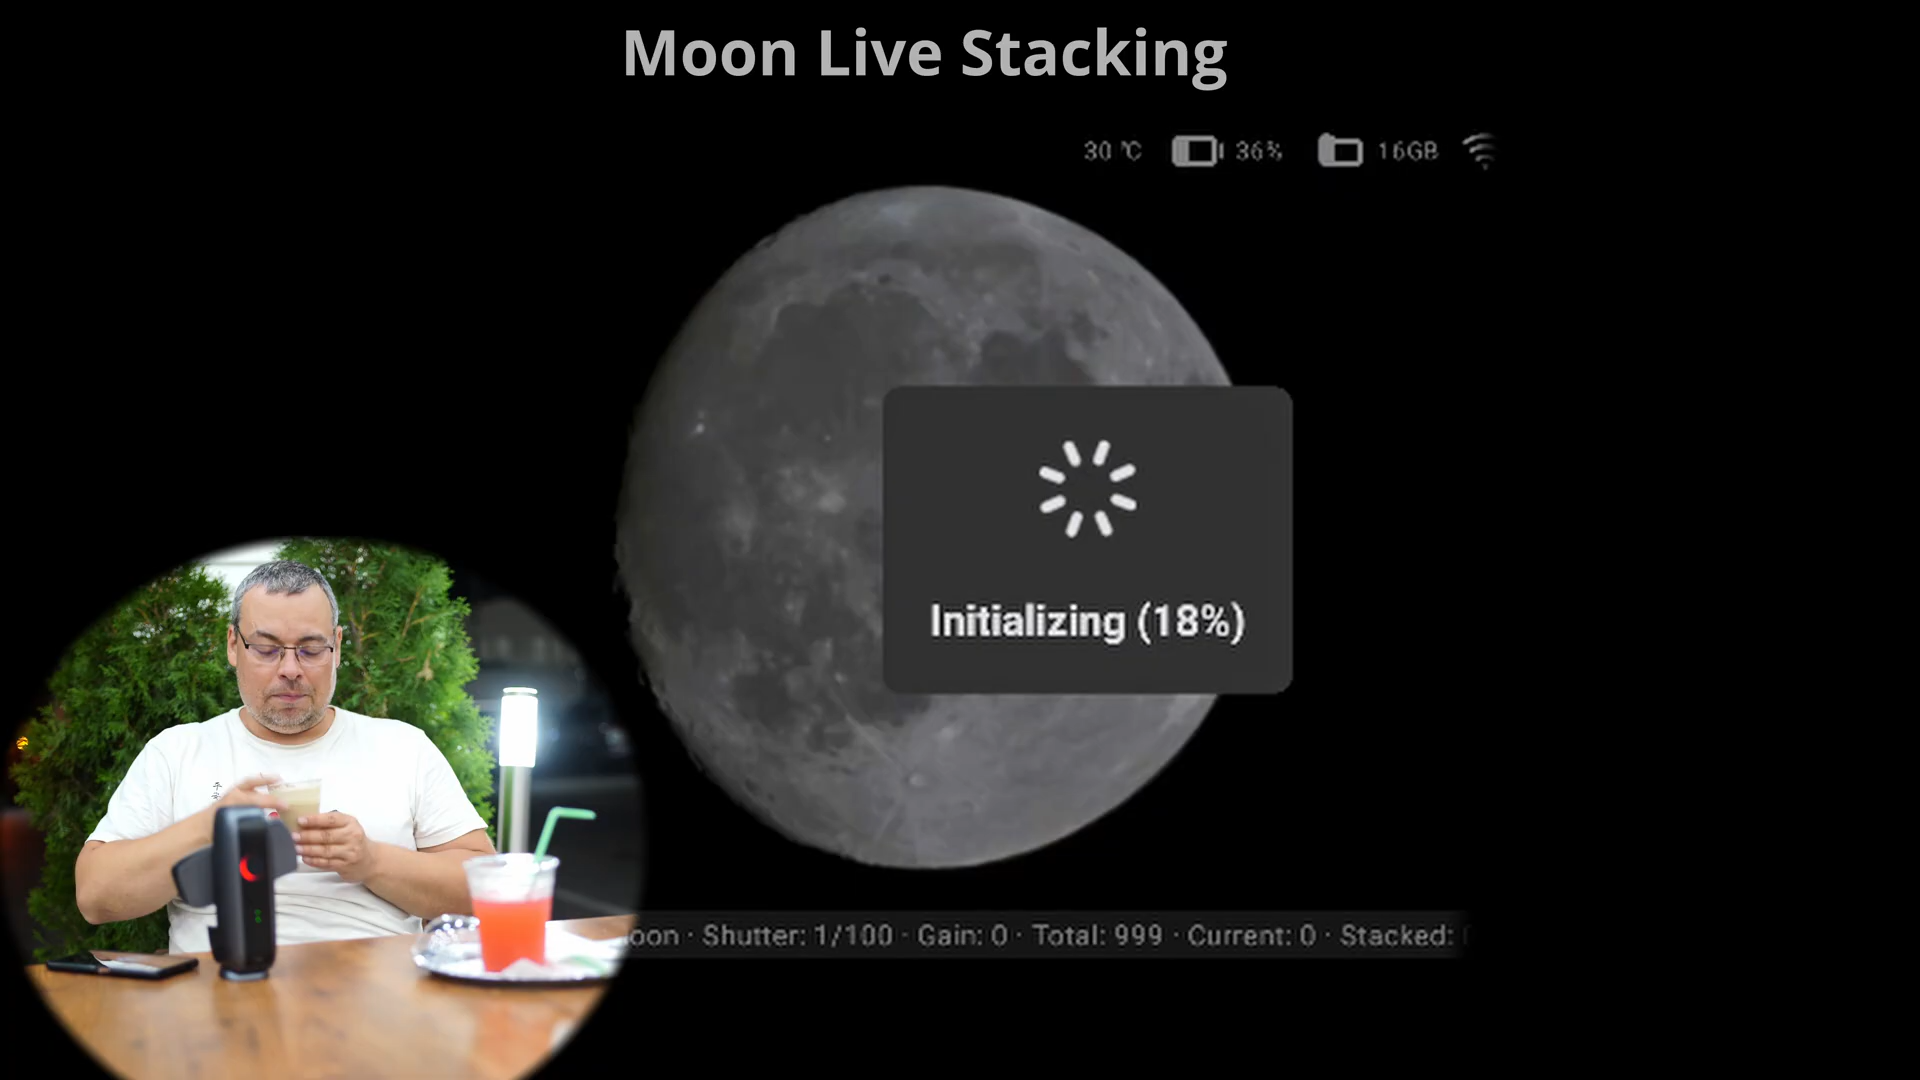 Moon Live Stacking
30 ℃ 36% 16GB
Initializing (18%)
oon · Shutter: 1/100 · Gain: 0 · Total: 999 · Current: 0 · Stacked: